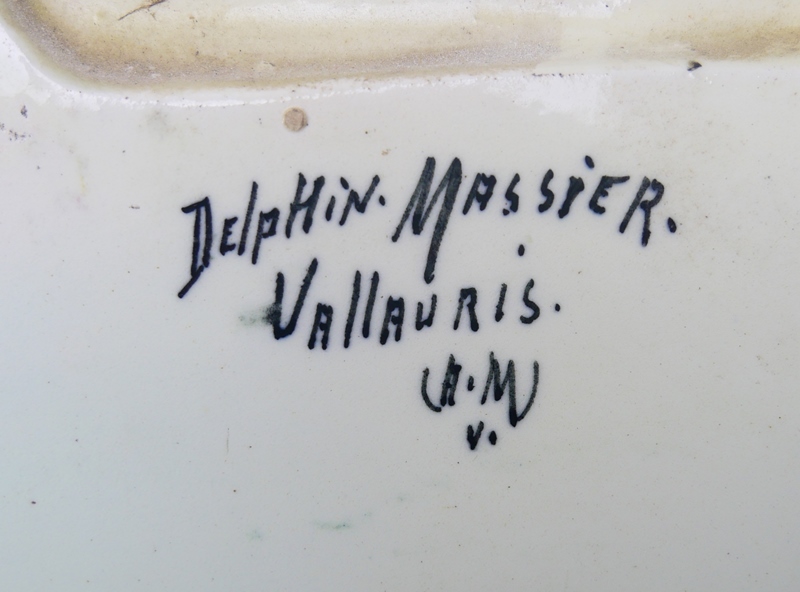 DElpHiN. MASSiER.
VAllAURIS.
(A.M)
v.